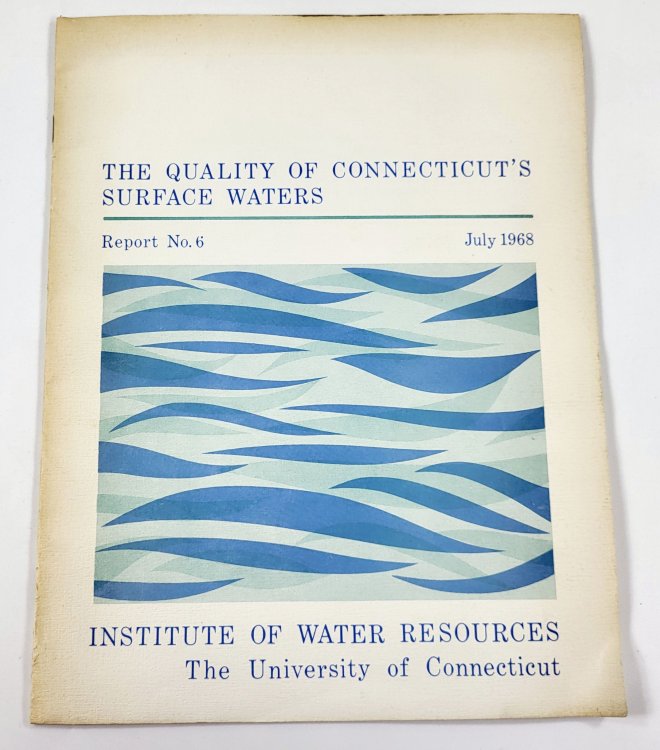 THE QUALITY OF CONNECTICUT'S
SURFACE WATERS
Report No. 6 July 1968
INSTITUTE OF WATER RESOURCES
The University of Connecticut